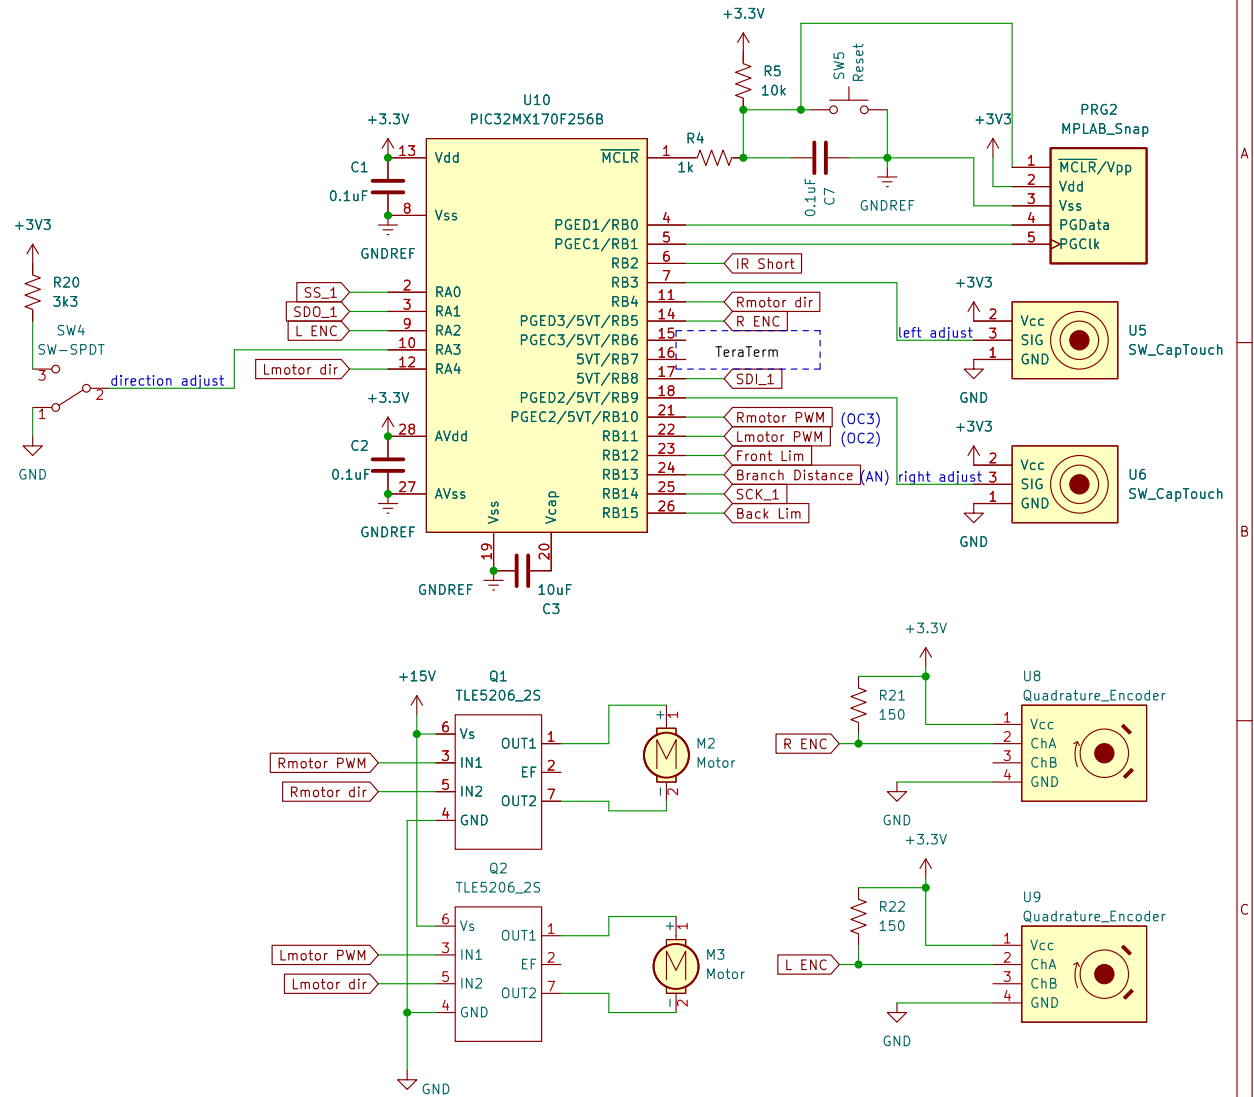 +3.3V
R5
10k
SW5
Reset
U10
PIC32MX170F256B
PRG2
MPLAB_Snap
+3.3V
+3V3
C1
0.1uF
13
Vdd
8
Vss
GNDREF
MCLR
1
R4
1k
0.1uF
C7
GNDREF
1
MCLR/Vpp
2
Vdd
3
Vss
4
PGData
5
PGClk
A
+3V3
R20
3k3
SW4
SW-SPDT
3
1
2
direction adjust
GND
SS_1
2
RA0
SDO_1
3
RA1
L ENC
9
RA2
10
RA3
Lmotor dir
12
RA4
+3.3V
C2
0.1uF
28
AVdd
27
AVss
GNDREF
PGED1/RB0
4
PGEC1/RB1
5
RB2
6
IR Short
RB3
7
RB4
11
Rmotor dir
PGED3/5VT/RB5
14
R ENC
PGEC3/5VT/RB6
15
5VT/RB7
16
TeraTerm
5VT/RB8
17
SDI_1
PGED2/5VT/RB9
18
PGEC2/5VT/RB10
21
Rmotor PWM
(OC3)
RB11
22
Lmotor PWM
(OC2)
RB12
23
Front Lim
RB13
24
Branch Distance
(AN)
RB14
25
SCK_1
RB15
26
Back Lim
Vss
19
Vcap
20
GNDREF
10uF
C3
+3V3
left adjust
2
Vcc
3
SIG
1
GND
U5
SW_CapTouch
GND
+3V3
right adjust
2
Vcc
3
SIG
1
GND
U6
SW_CapTouch
GND
B
+15V
Q1
TLE5206_2S
6
Vs
Rmotor PWM
3
IN1
Rmotor dir
5
IN2
4
GND
OUT1
1
EF
2
OUT2
7
+
1
M
-
2
M2
Motor
Q2
TLE5206_2S
6
Vs
Lmotor PWM
3
IN1
Lmotor dir
5
IN2
4
GND
OUT1
1
EF
2
OUT2
7
+
1
M
-
2
M3
Motor
GND
+3.3V
R21
150
R ENC
U8
Quadrature_Encoder
1
Vcc
2
ChA
3
ChB
4
GND
GND
+3.3V
R22
150
L ENC
U9
Quadrature_Encoder
1
Vcc
2
ChA
3
ChB
4
GND
GND
C